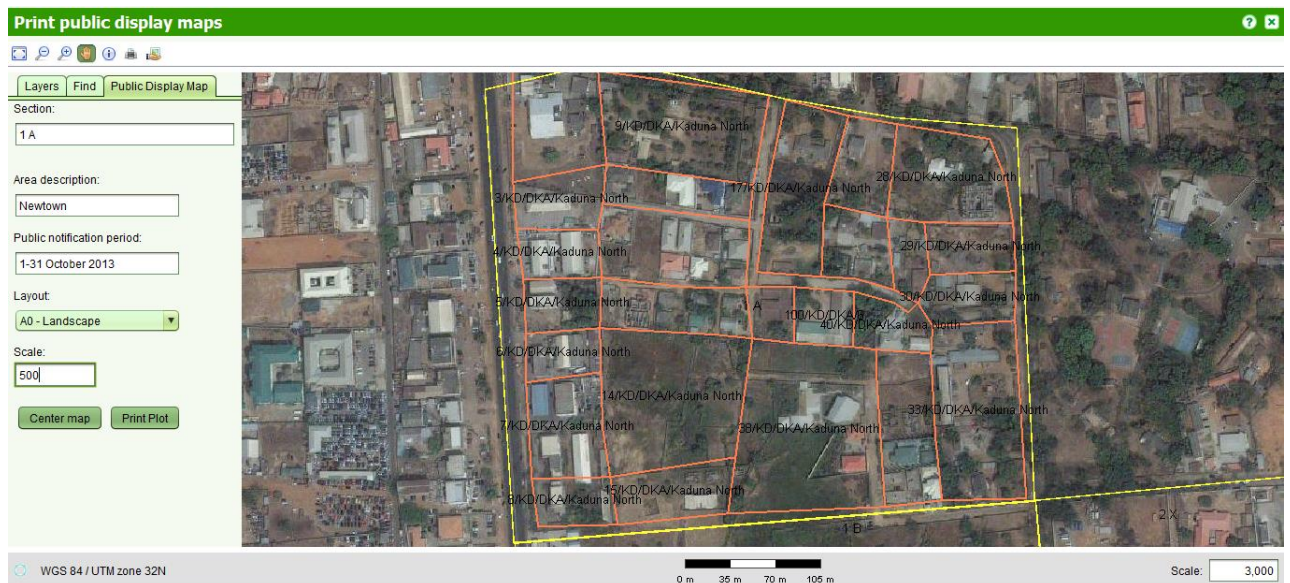 Print public display maps
Layers Find Public Display Map
Section:
1 A
Area description:
Newtown
Public notification period:
1-31 October 2013
Layout:
A0 - Landscape
Scale:
500
Center map Print Plot
9/KD/DKA/Kaduna North
28/KD/DKA/Kaduna North
177/KD/DKA/Kaduna North
3/KD/DKA/Kaduna North
29/KD/DKA/Kaduna North
4/KD/DKA/Kaduna North
30/KD/DKA/Kaduna North
5/KD/DKA/Kaduna North
1 A
100/KD/DKA/
40/KD/DKA/Kaduna North
6/KD/DKA/Kaduna North
14/KD/DKA/Kaduna North
33/KD/DKA/Kaduna North
7/KD/DKA/Kaduna North
38/KD/DKA/Kaduna North
15/KD/DKA/Kaduna North
8/KD/DKA/Kaduna North
2 X
1 B
WGS 84 / UTM zone 32N
0 m 35 m 70 m 105 m
Scale: 3,000